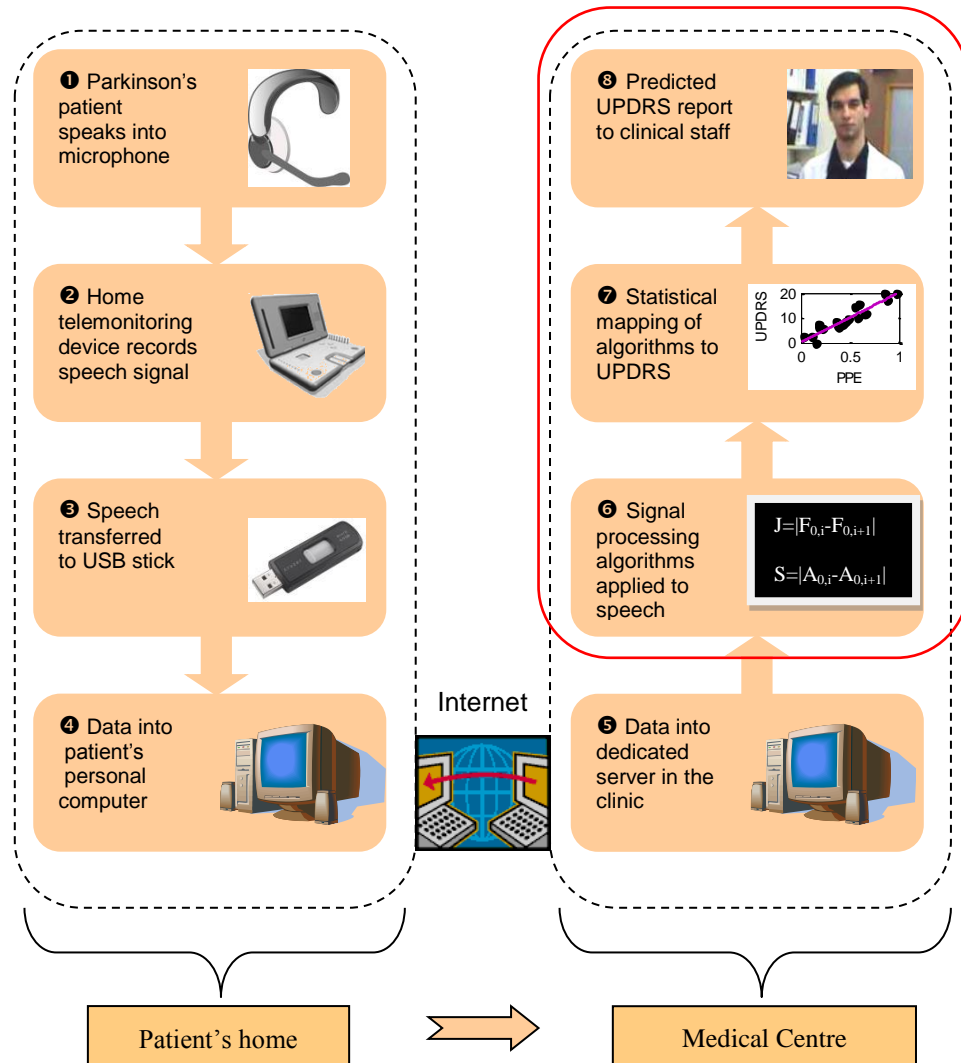 ❶ Parkinson’s
patient
speaks into
microphone
❷ Home
telemonitoring
device records
speech signal
❸ Speech
transferred
to USB stick
❹ Data into
patient’s
personal
computer
Internet
❽ Predicted
UPDRS report
to clinical staff
❼ Statistical
mapping of
algorithms to
UPDRS
UPDRS
20
10
0
0 0.5 1
PPE
❻ Signal
processing
algorithms
applied to
speech
J=|F0,i-F0,i+1|
S=|A0,i-A0,i+1|
❺ Data into
dedicated
server in the
clinic
Patient’s home
Medical Centre